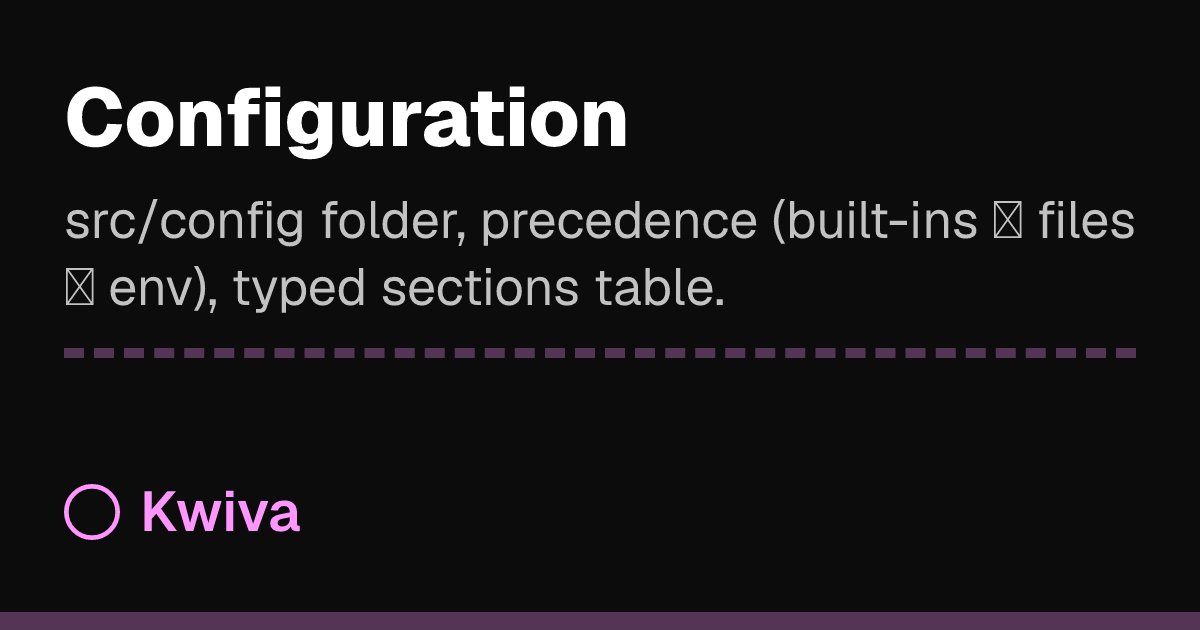 Configuration
src/config folder, precedence (built-ins □ files
□ env), typed sections table.
Kwiva